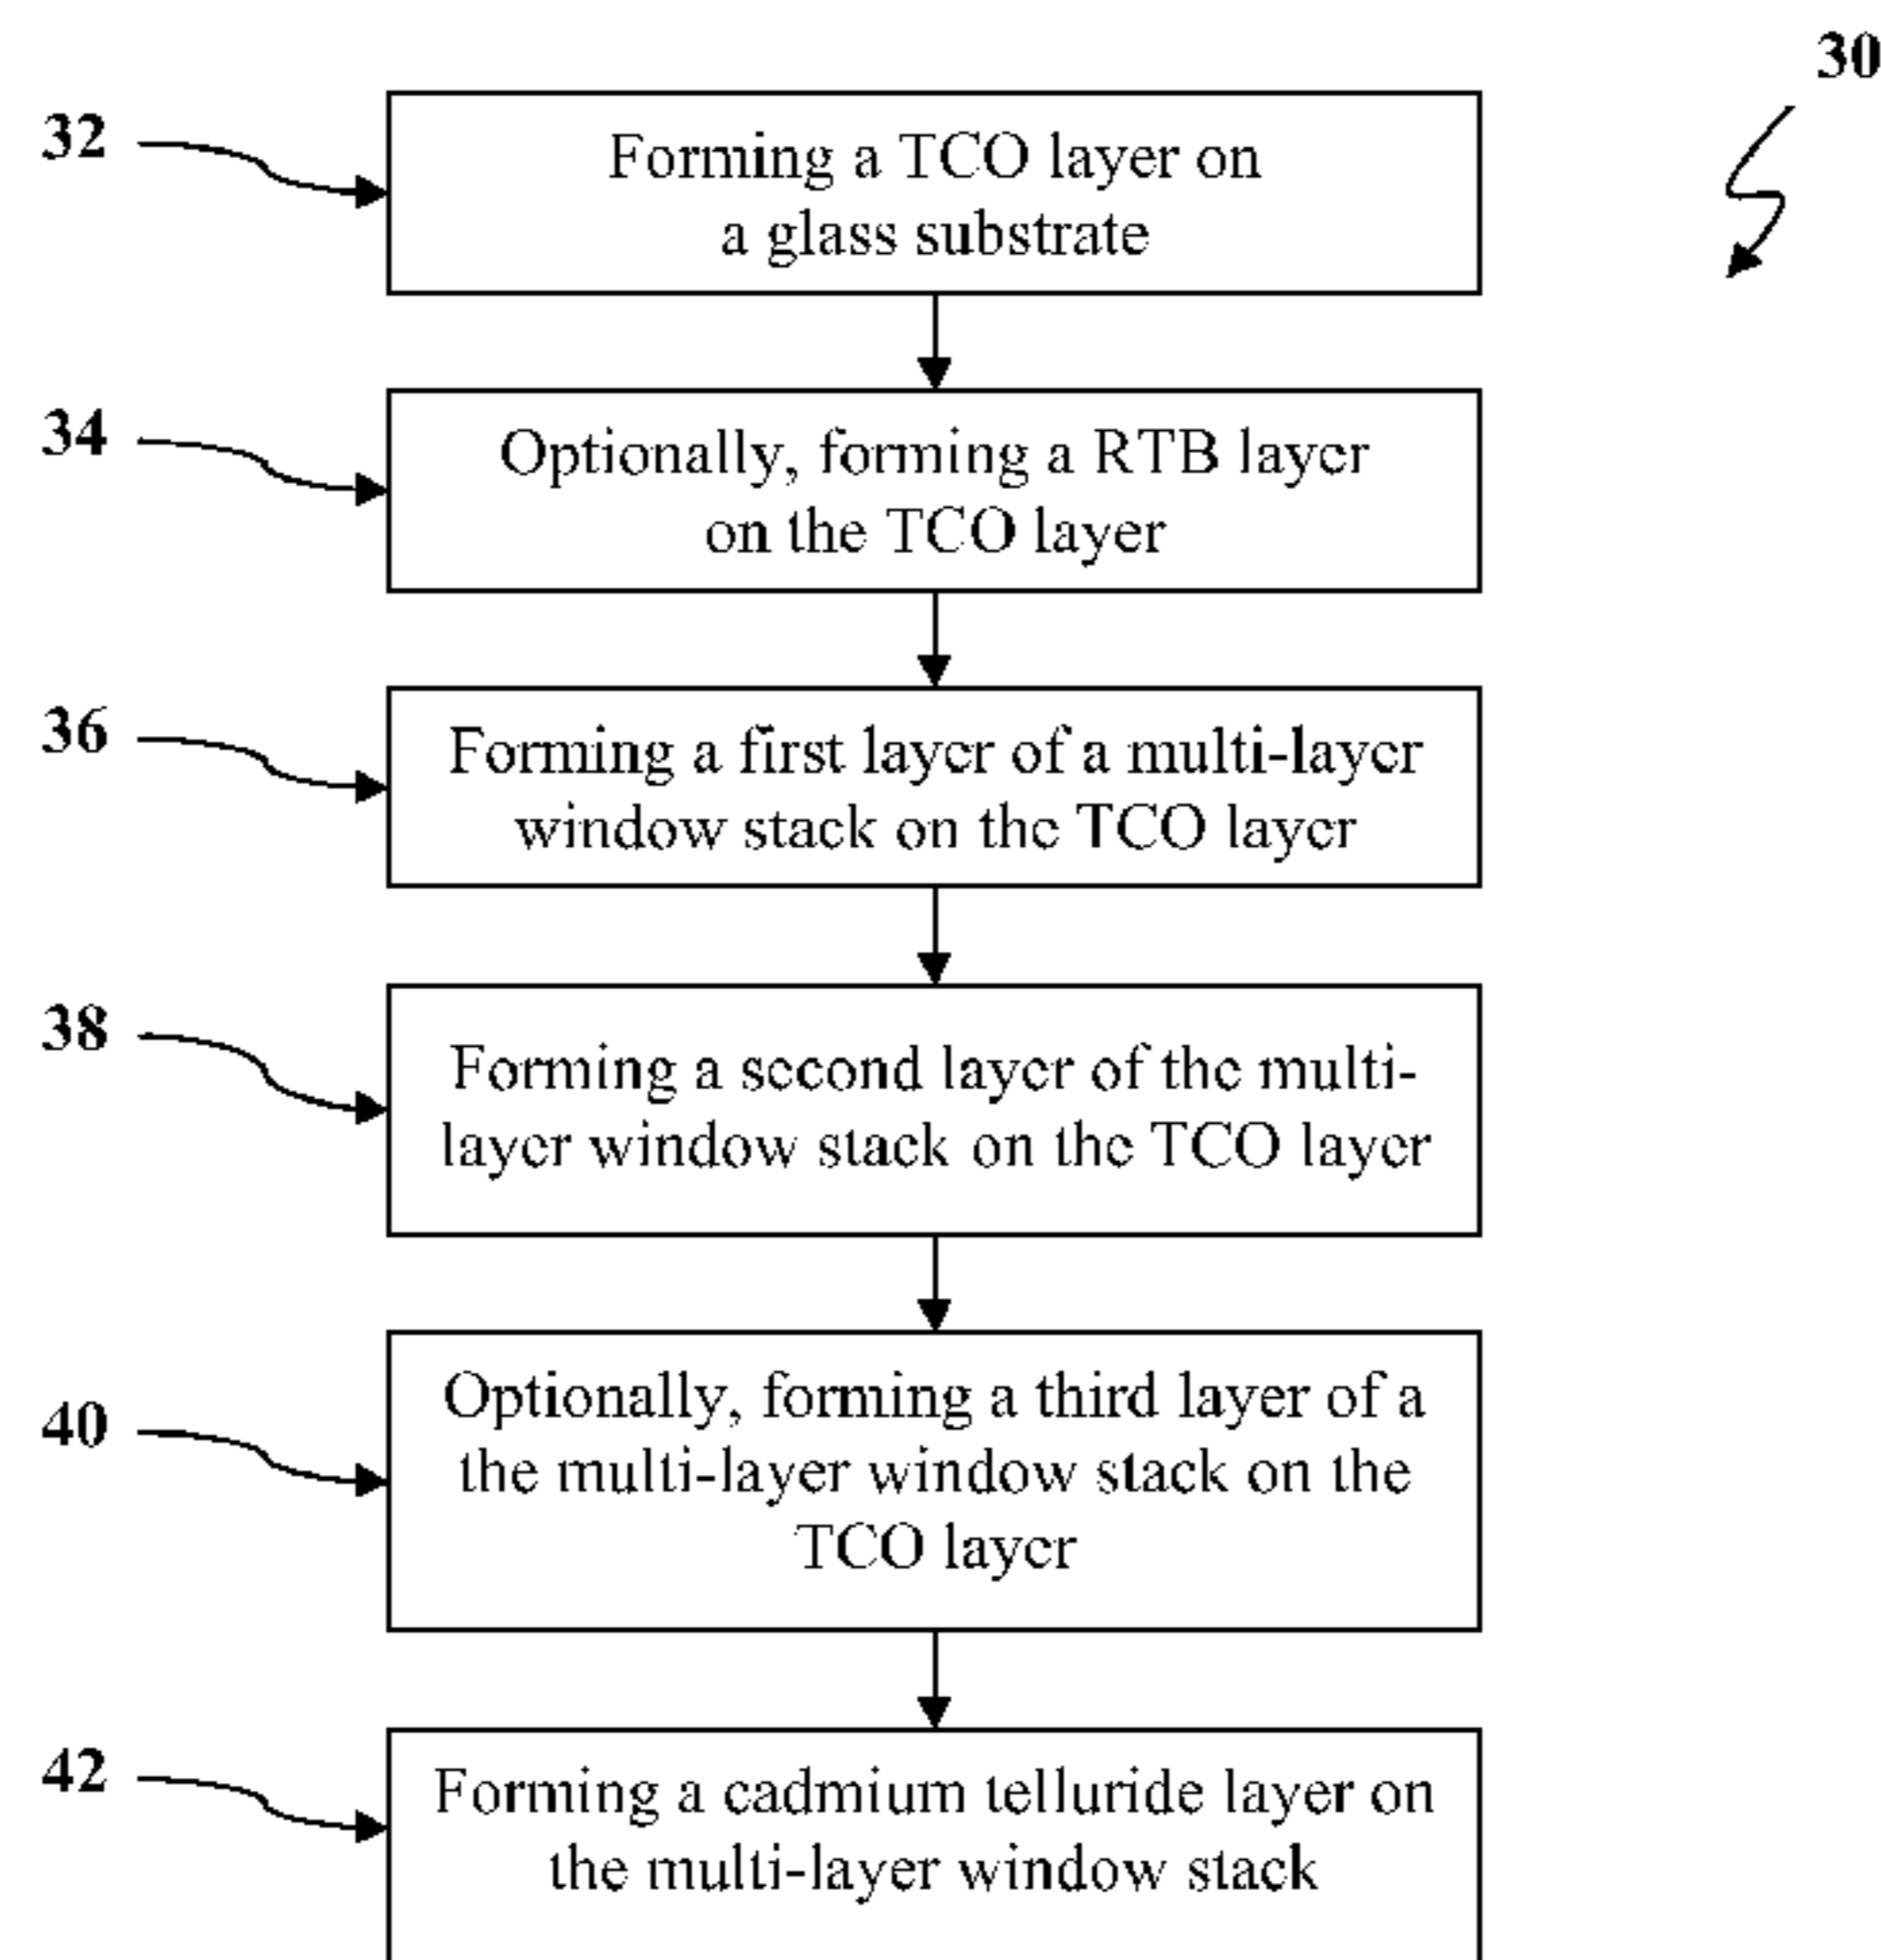 30
32
Forming a TCO layer on
a glass substrate
34
Optionally, forming a RTB layer
on the TCO layer
36
Forming a first layer of a multi-layer
window stack on the TCO layer
38
Forming a second layer of the multi-
layer window stack on the TCO layer
40
Optionally, forming a third layer of a
the multi-layer window stack on the
TCO layer
42
Forming a cadmium telluride layer on
the multi-layer window stack